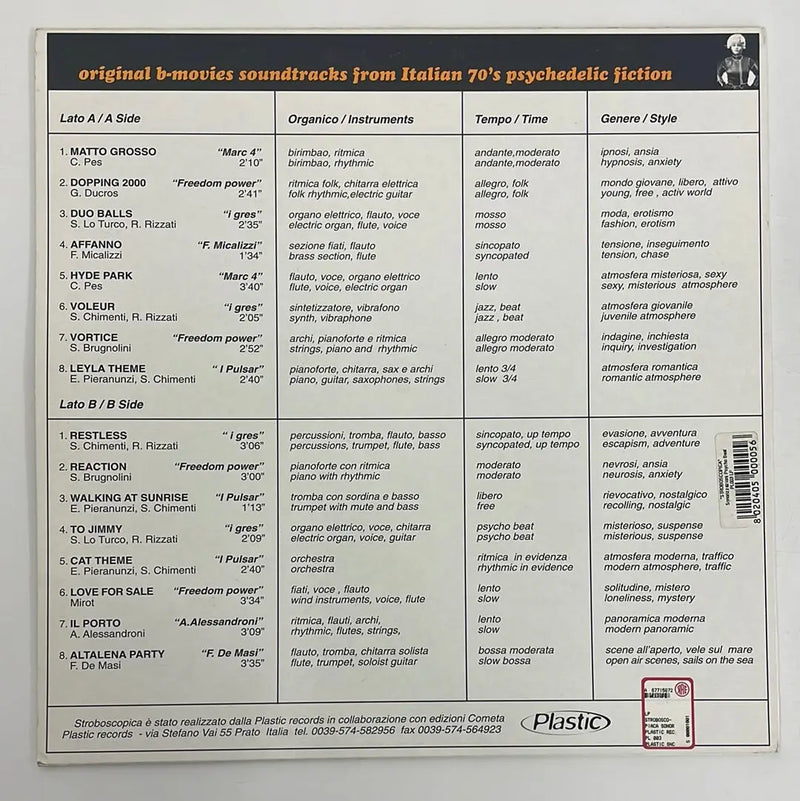 original b-movies soundtracks from Italian 70's psychedelic fiction
Lato A / A Side Organico / Instruments Tempo / Time Genere / Style
1. MATTO GROSSO "Marc 4" birimbao, ritmica andante,moderato ipnosi, ansia
C. Pes 2'10" birimbao, rhythmic andante,moderato hypnosis, anxiety
2. DOPPING 2000 "Freedom power" ritmica folk, chitarra elettrica allegro, folk mondo giovane, libero, attivo
G. Ducros 2'41" folk rhythmic,electric guitar allegro, folk young, free , activ world
3. DUO BALLS "i gres" organo elettrico, flauto, voce mosso moda, erotismo
S. Lo Turco, R. Rizzati 2'35" electric organ, flute, voice mosso fashion, erotism
4. AFFANNO "F. Micalizzi" sezione fiati, flauto sincopato tensione, inseguimento
F. Micalizzi 1'34" brass section, flute syncopated tension, chase
5. HYDE PARK "Marc 4" flauto, voce, organo elettrico lento atmosfera misteriosa, sexy
C. Pes 3'40" flute, voice, electric organ slow sexy, misterious atmosphere
6. VOLEUR "i gres" sintetizzatore, vibrafono jazz, beat atmosfera giovanile
S. Chimenti, R. Rizzati 2'05" synth, vibraphone jazz , beat juvenile atmosphere
7. VORTICE "Freedom power" archi, pianoforte e ritmica allegro moderato indagine, inchiesta
S. Brugnolini 2'52" strings, piano and rhythmic allegro moderato inquiry, investigation
8. LEYLA THEME " I Pulsar" pianoforte, chitarra, sax e archi lento 3/4 atmosfera romantica
E. Pieranunzi, S. Chimenti 2'40" piano, guitar, saxophones, strings slow 3/4 romantic atmosphere
Lato B / B Side
1. RESTLESS " i gres" percussioni, tromba, flauto, basso sincopato, up tempo evasione, avventura
S. Chimenti, R. Rizzati 3'06" percussions, trumpet, flute, bass syncopated, up tempo escapism, adventure
2. REACTION "Freedom power" pianoforte con ritmica moderato nevrosi, ansia
S. Brugnolini 3'00" piano with rhythmic moderato neurosis, anxiety
3. WALKING AT SUNRISE "I Pulsar" tromba con sordina e basso libero rievocativo, nostalgico
E. Pieranunzi, S. Chimenti 1'13" trumpet with mute and bass free recolling, nostalgic
4. TO JIMMY "i gres" organo elettrico, voce, chitarra psycho beat misterioso, suspense
S. Lo Turco, R. Rizzati 2'09" electric organ, voice, guitar psycho beat misterious, suspense
5. CAT THEME "I Pulsar" orchestra ritmica in evidenza atmosfera moderna, traffico
E. Pieranunzi, S. Chimenti 2'40" orchestra rhythmic in evidence modern atmosphere, traffic
6. LOVE FOR SALE "Freedom power" fiati, voce , flauto lento solitudine, mistero
Mirot 3'34" wind instruments, voice, flute slow loneliness, mystery
7. IL PORTO "A.Alessandroni" ritmica, flauti, archi, lento panoramica moderna
A. Alessandroni 3'09" rhythmic, flutes, strings, slow modern panoramic
8. ALTALENA PARTY "F. De Masi" flauto, tromba, chitarra solista bossa moderata scene all'aperto, vele sul mare
F. De Masi 3'35" flute, trumpet, soloist guitar slow bossa open air scenes, sails on the sea
"STROBOSCOPICA"
PL003 LP
8 020405 000056
Stroboscopica è stato realizzato dalla Plastic records in collaborazione con edizioni Cometa
Plastic records - via Stefano Vai 55 Prato Italia tel. 0039-574-582956 fax 0039-574-564923
Plastic
LP
STROBOSCO-
PLASTIC REC.
PL 003
PLASTIC SNC